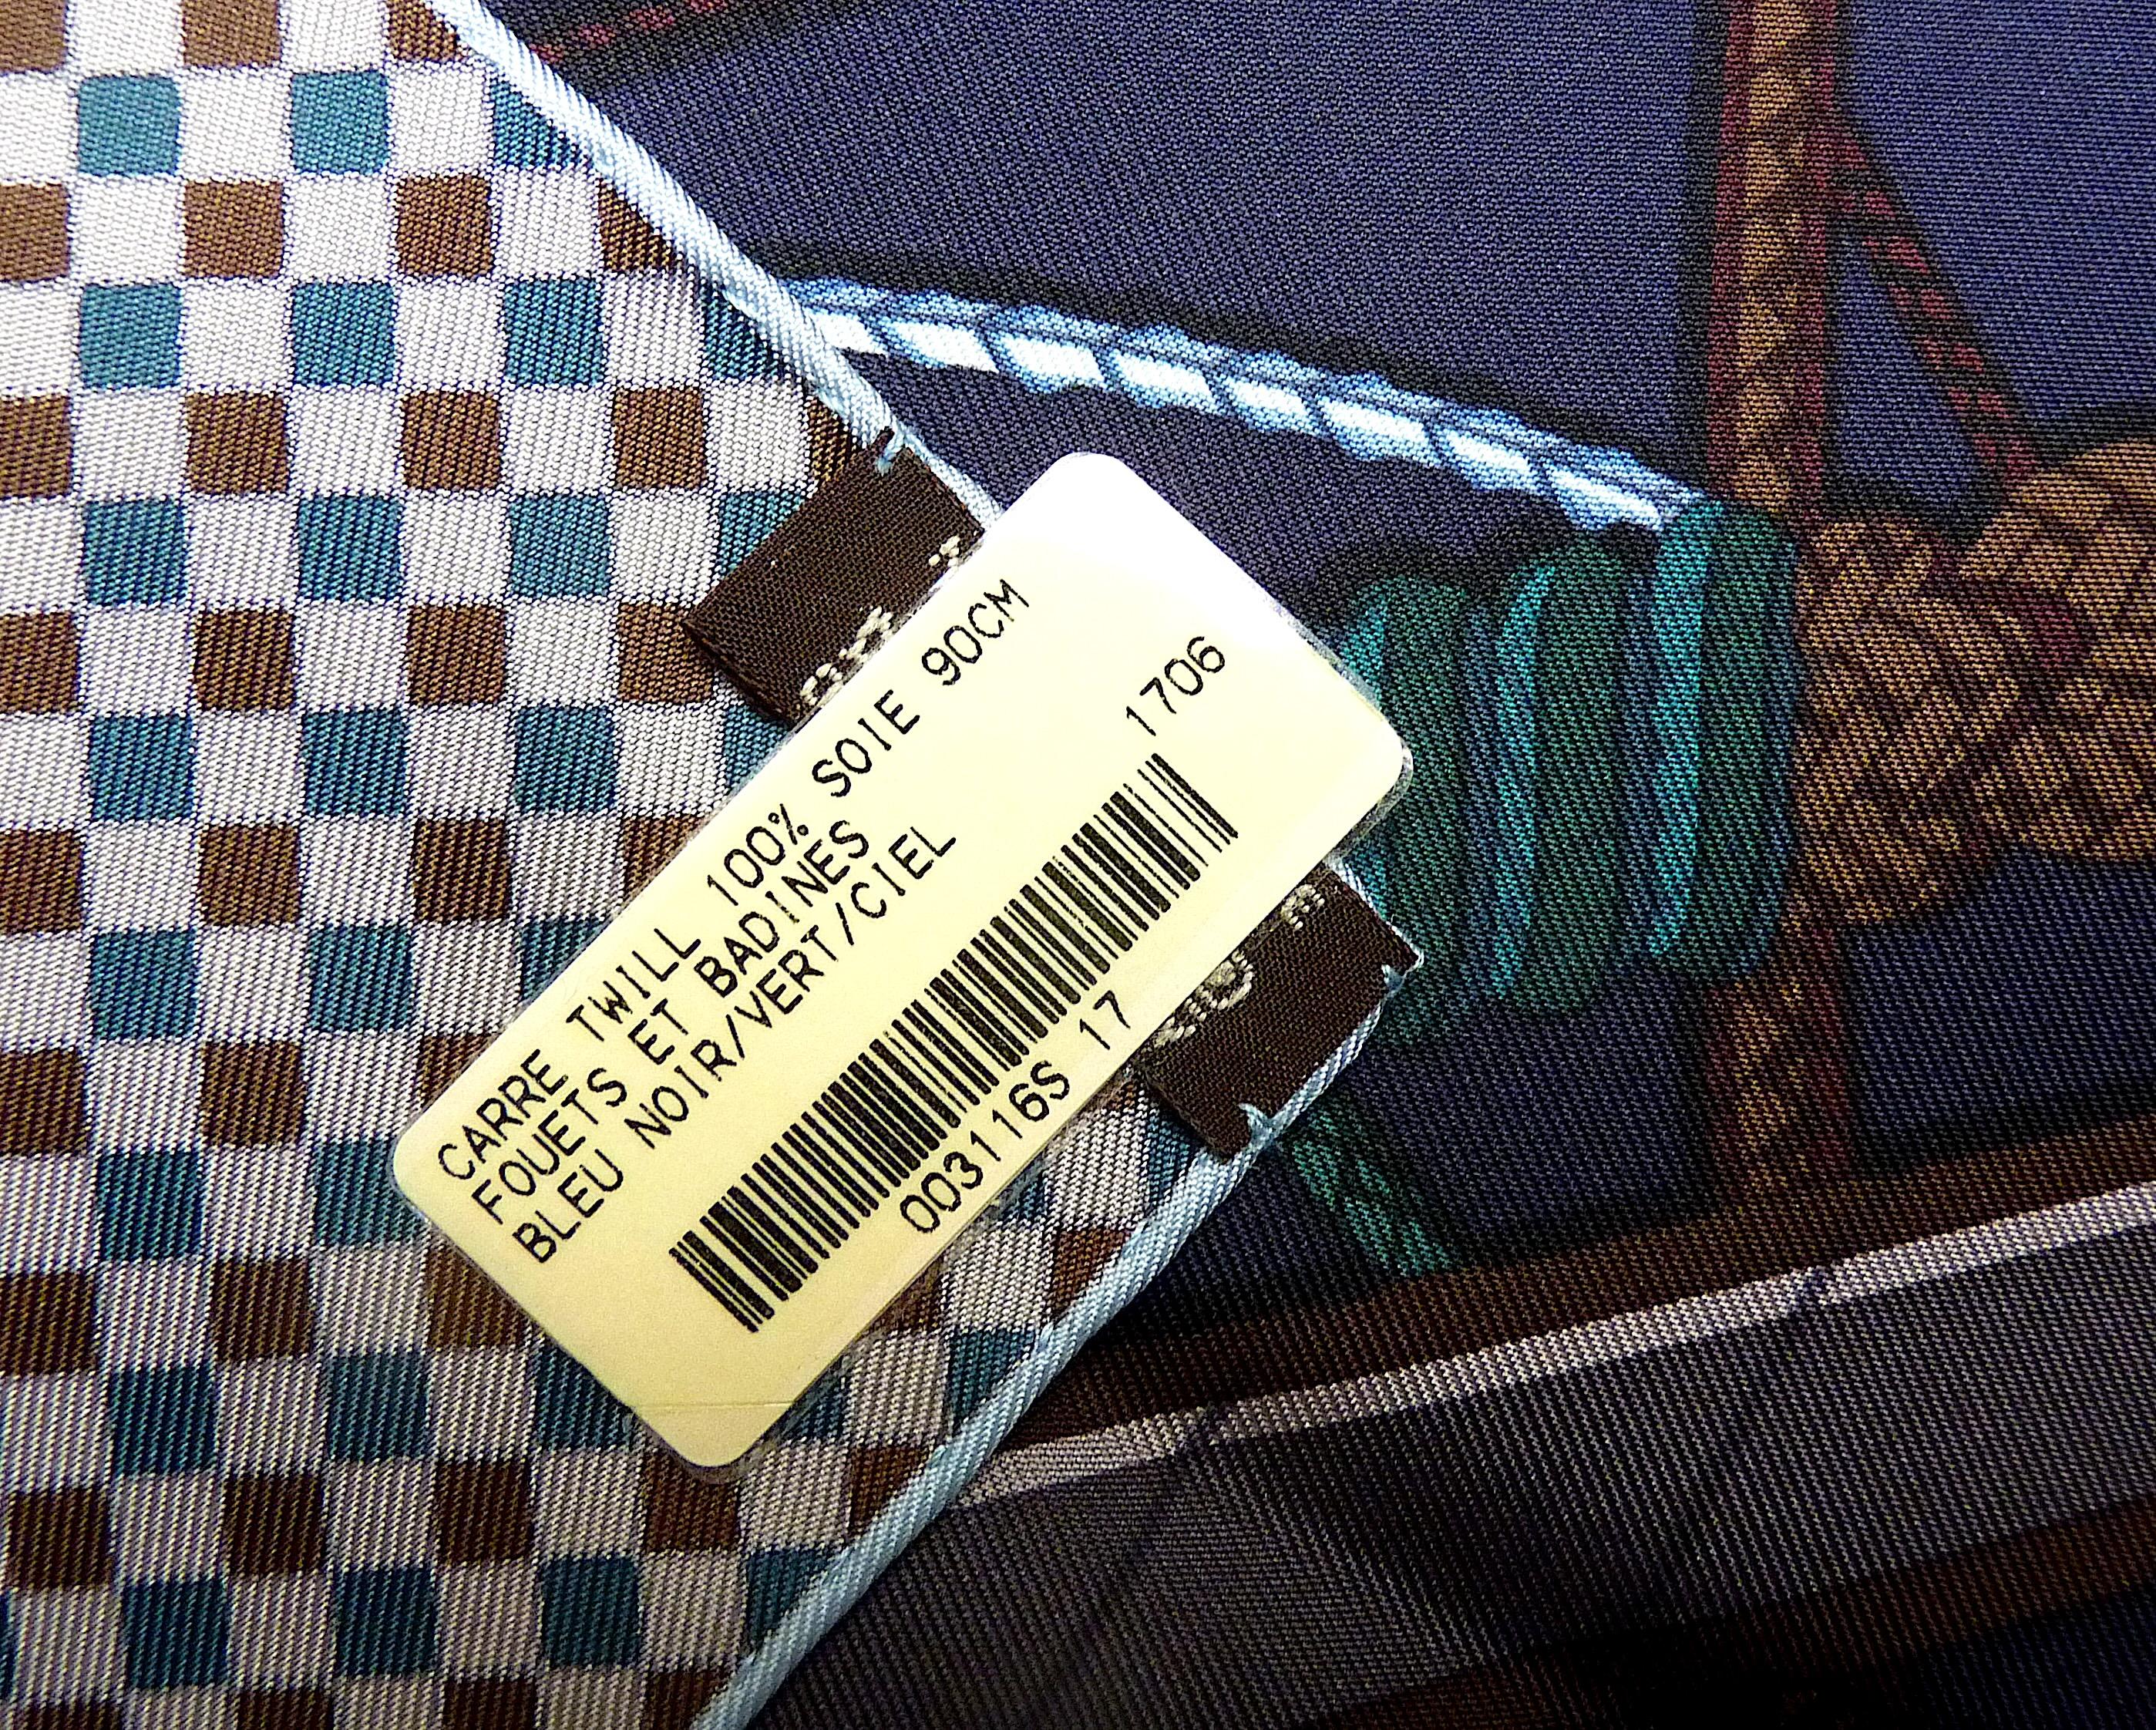 CARRE TWILL 100% SOIE 90CM
FOUETS ET BADINES
BLEU NOIR/VERT/CIEL
1706
003116S 17